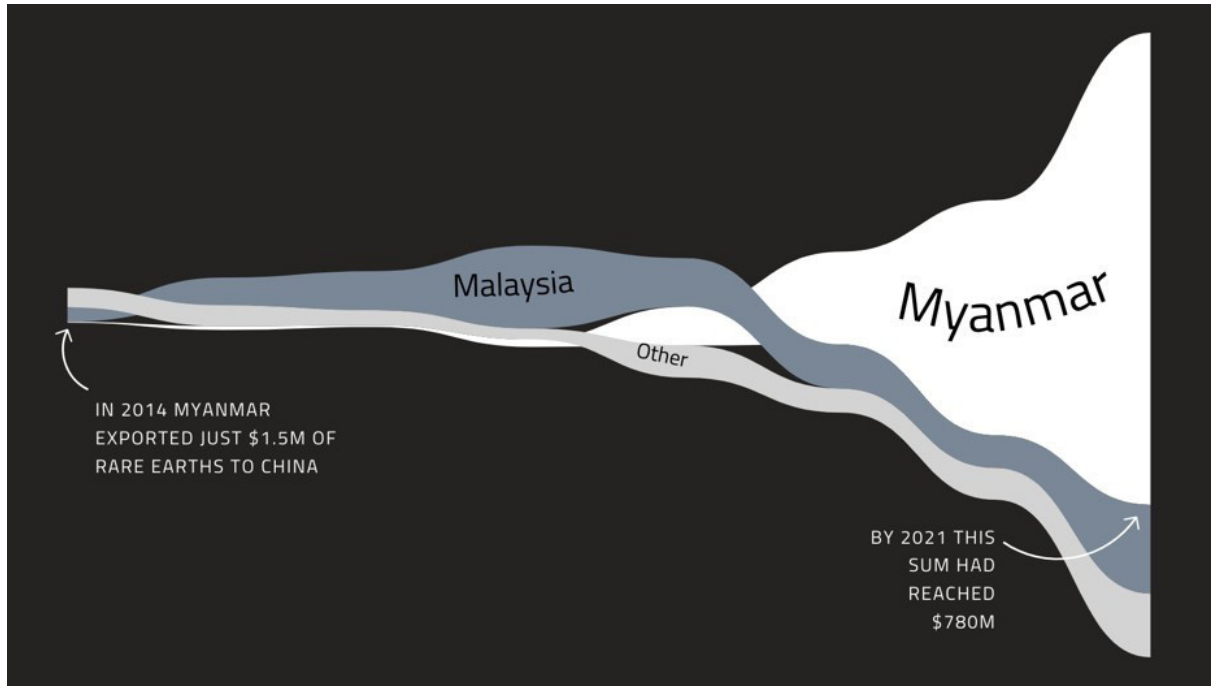 Malaysia
Myanmar
Other
IN 2014 MYANMAR
EXPORTED JUST $1.5M OF
RARE EARTHS TO CHINA
BY 2021 THIS
SUM HAD
REACHED
$780M